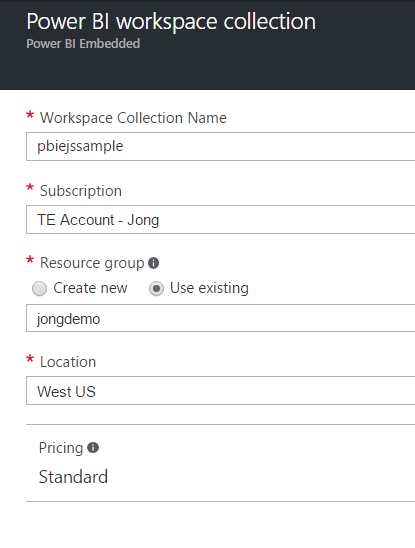 Power BI workspace collection
Power BI Embedded
* Workspace Collection Name
pbiejssample
* Subscription
TE Account - Jong
* Resource group
Create new Use existing
jongdemo
* Location
West US
Pricing
Standard